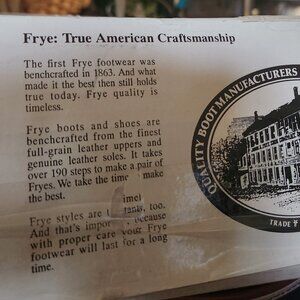 Frye: True American Craftsmanship
The first Frye footwear was
benchcrafted in 1863. And what
made it the best then still holds
true today. Frye quality is
timeless.
Frye boots and shoes are
benchcrafted from the finest
full-grain leather uppers and
genuine leather soles. It takes
over 190 steps to make a pair of
Fryes. We take the time make
the best.
Frye styles are too.
And that's because
with proper care your Frye
footwear will last for a long
time.
QUALITY BOOT MANUFACTURERS
TRADE